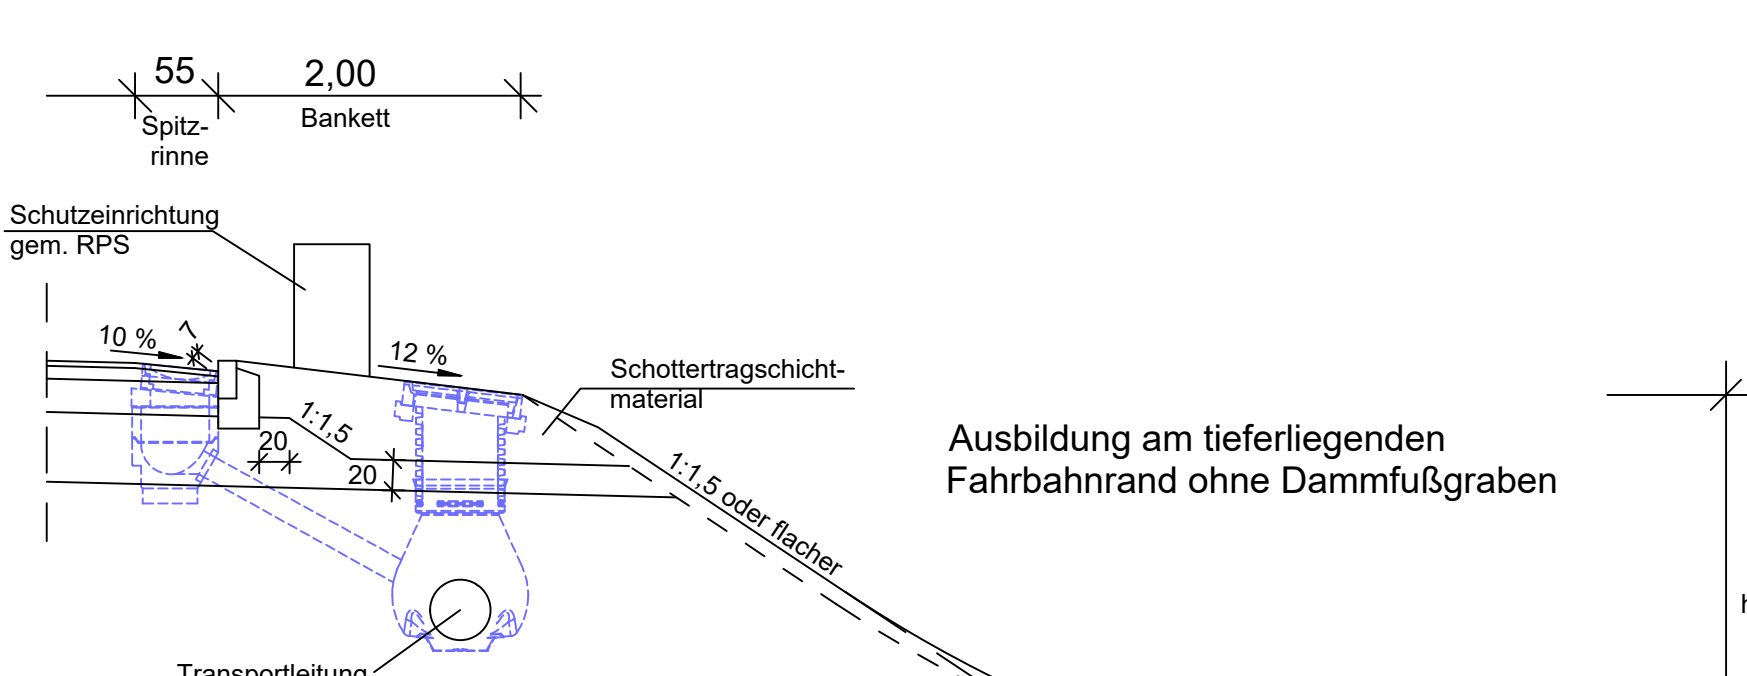 55
2,00
Spitz-
rinne
Bankett
Schutzeinrichtung
gem. RPS
10 %
7
12 %
Schottertragschicht-
material
1:1,5
20
20
1:1,5 oder flacher
Ausbildung am tieferliegenden
Fahrbahnrand ohne Dammfußgraben
h
Transportleitung